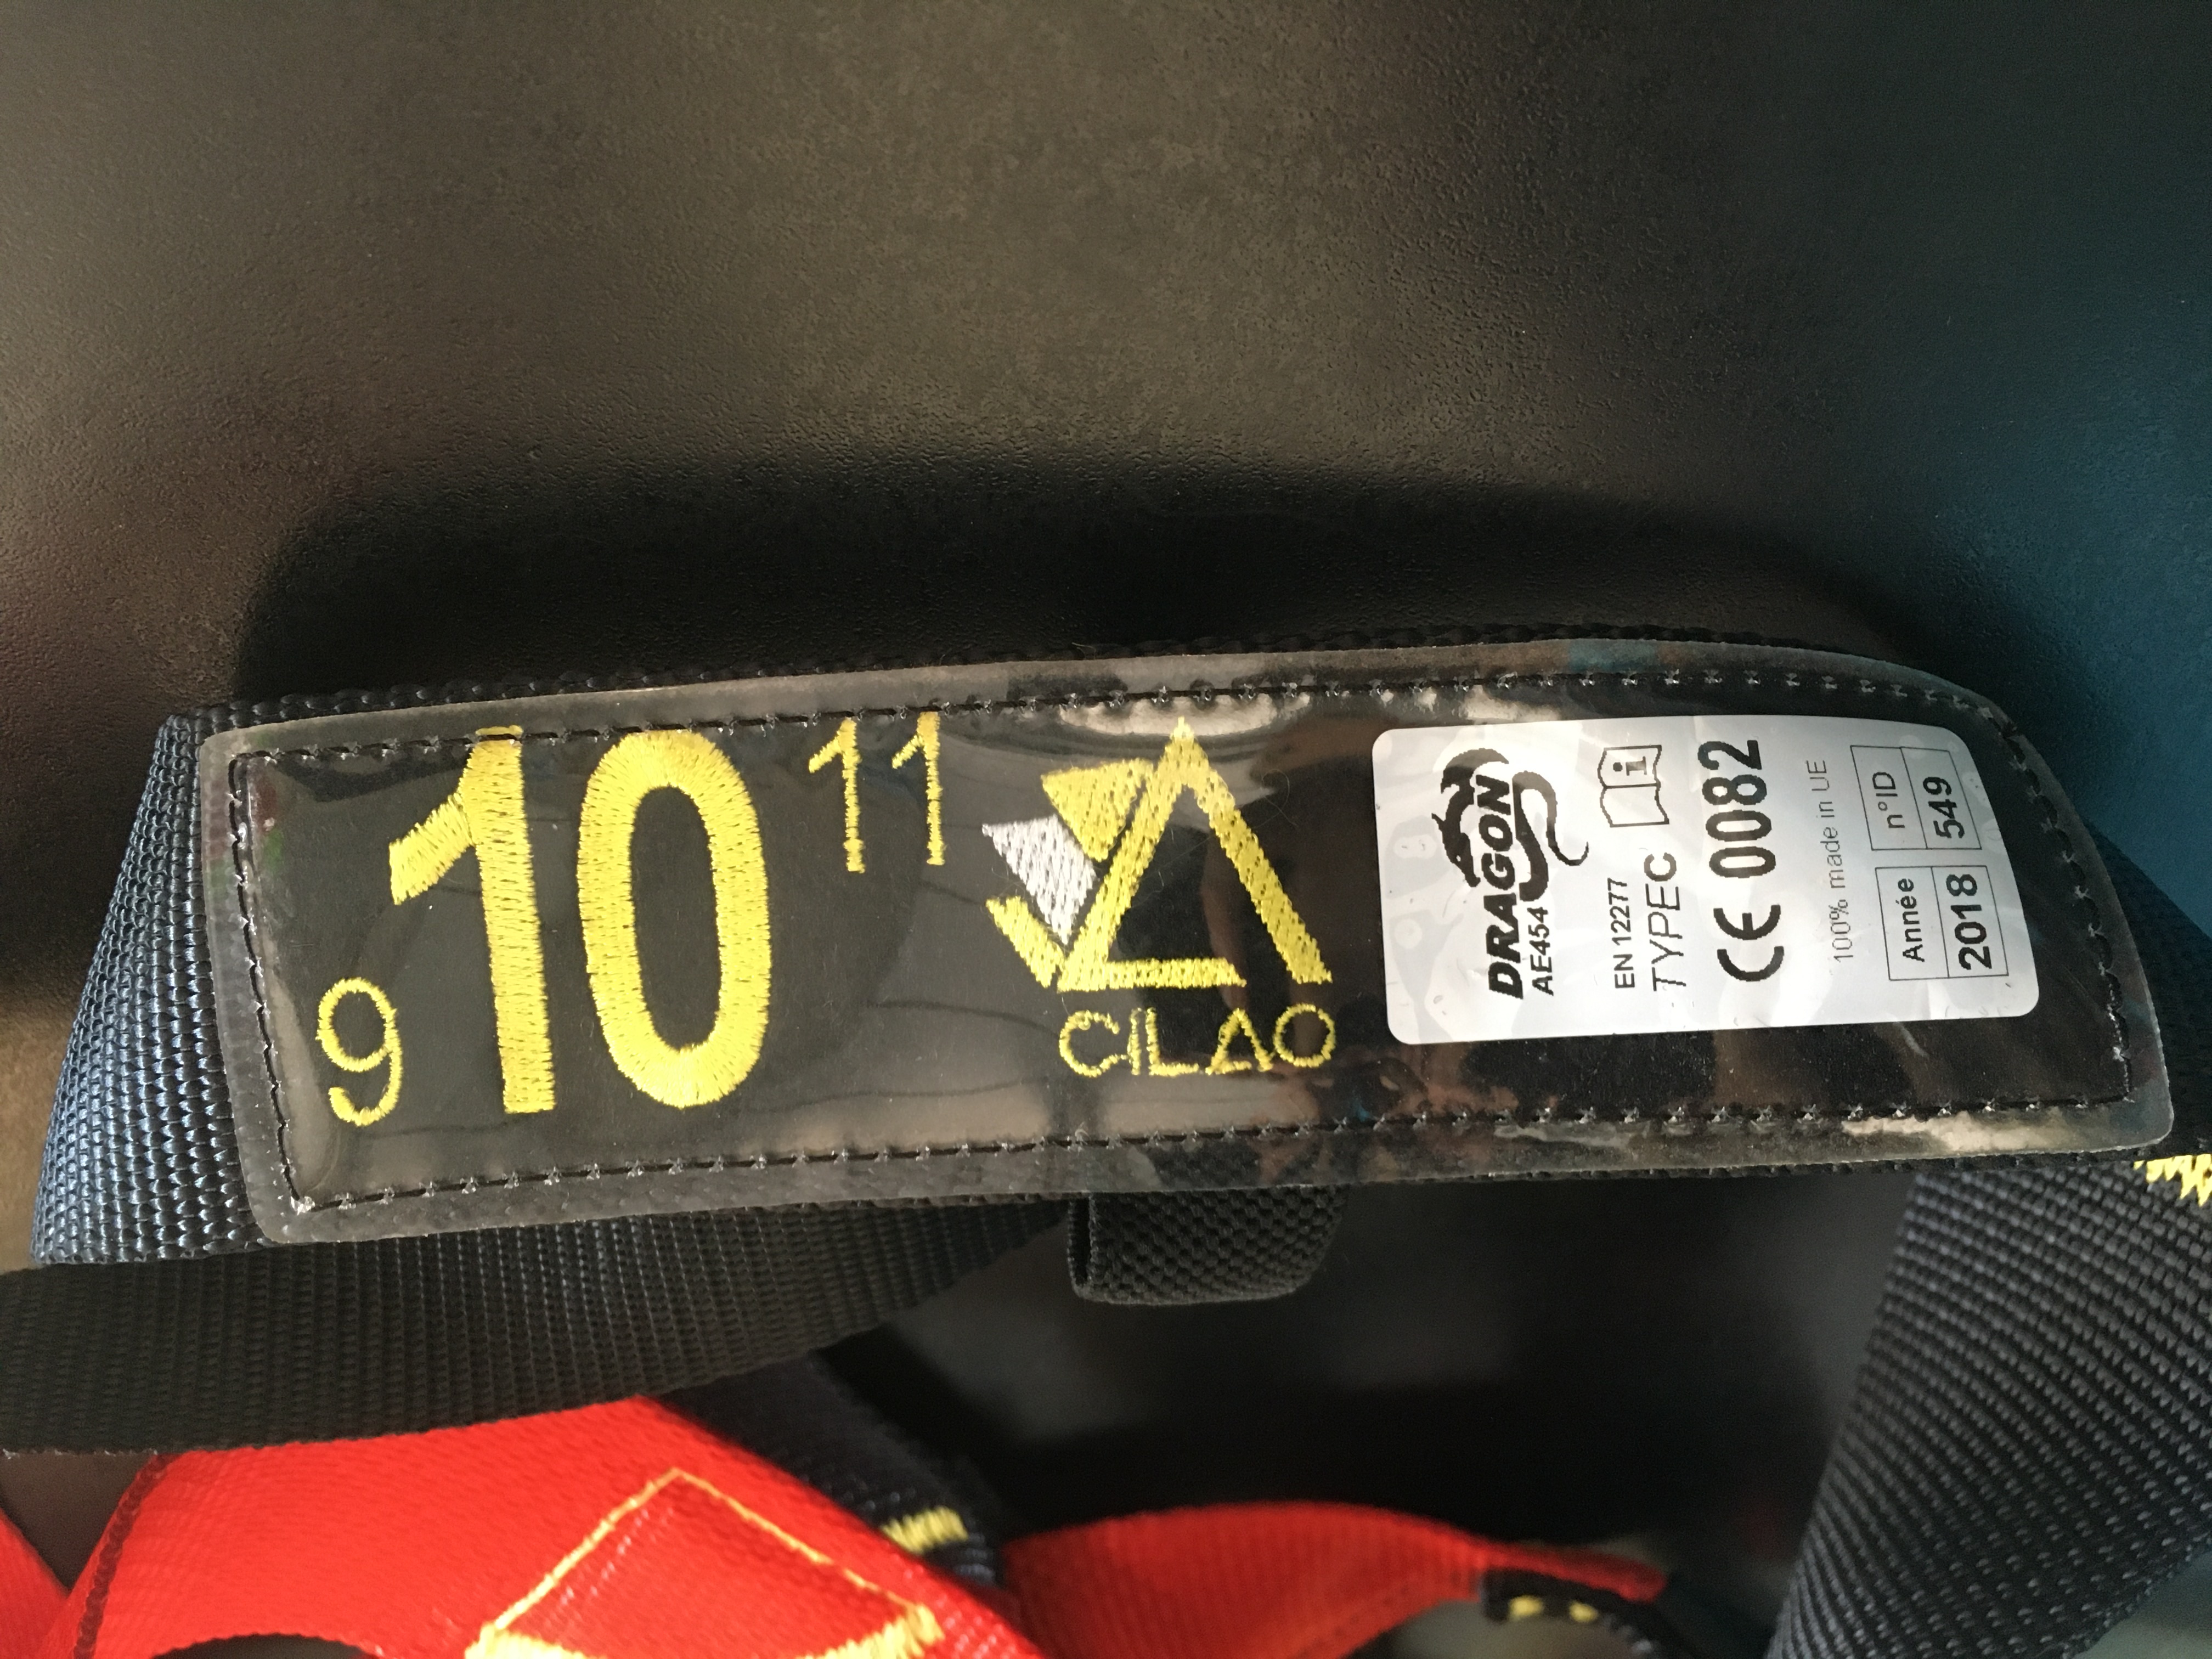 9 10 11
CILAO
DRAGON
AE454
EN 12277
TYPE C
CE 0082
100% made in UE
Année n°ID
2018 549